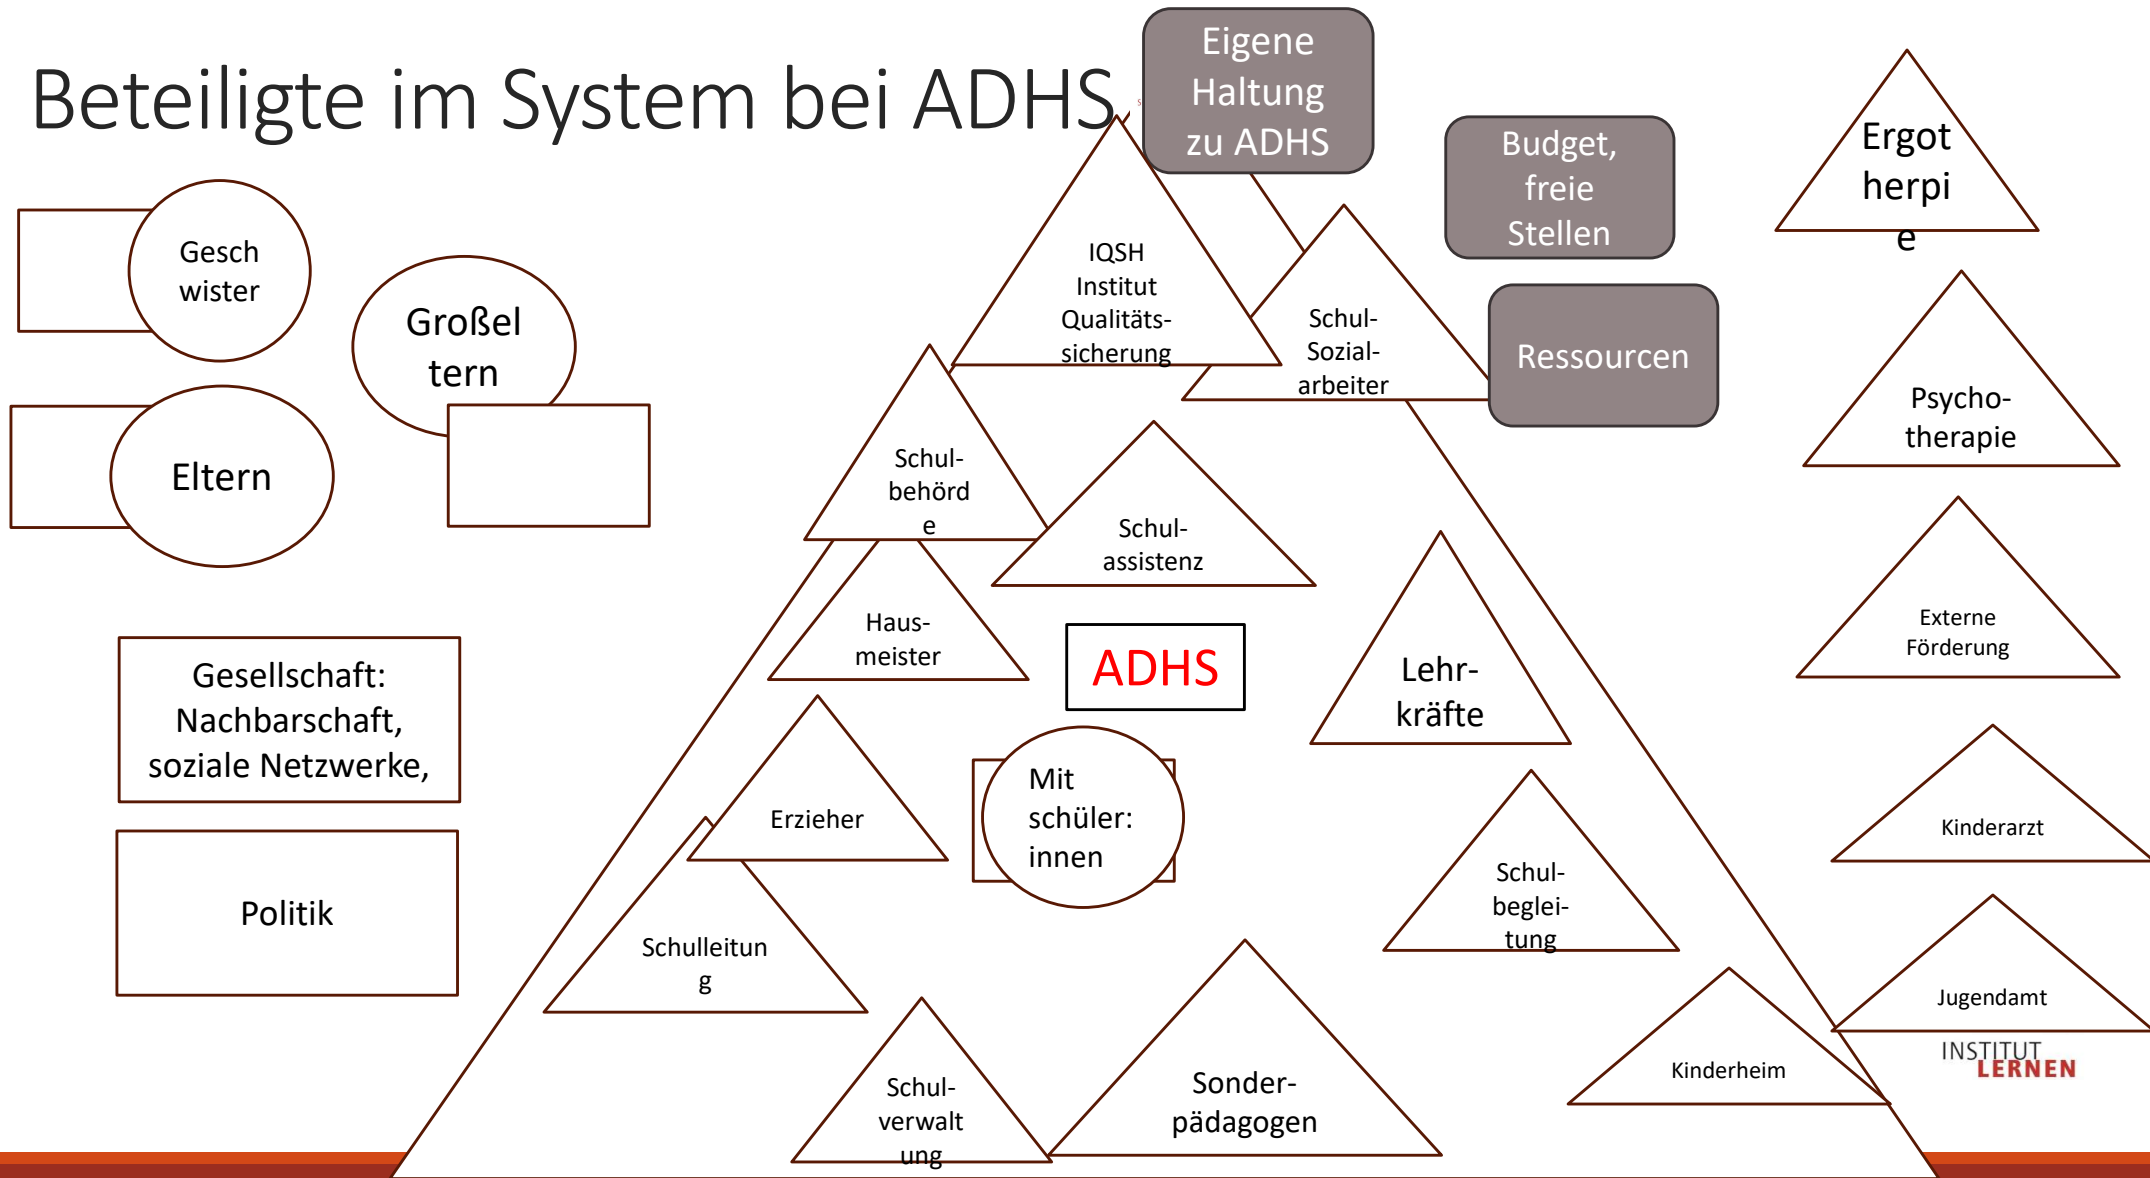 Beteiligte im System bei ADHS
Eigene
Haltung
zu ADHS
Budget,
freie
Stellen
Ressourcen
Gesch
wister
Großel
tern
Eltern
Gesellschaft:
Nachbarschaft,
soziale Netzwerke,
Politik
IQSH
Institut
Qualitäts-
sicherung
Schul-
Sozial-
arbeiter
Schul-
behörd
e
Schul-
assistenz
Haus-
meister
ADHS
Lehr-
kräfte
Erzieher
Mit
schüler:
innen
Schul-
beglei-
tung
Schulleitun
g
Schul-
verwalt
ung
Sonder-
pädagogen
Kinderheim
Ergot
herpi
e
Psycho-
therapie
Externe
Förderung
Kinderarzt
Jugendamt
INSTITUT
LERNEN